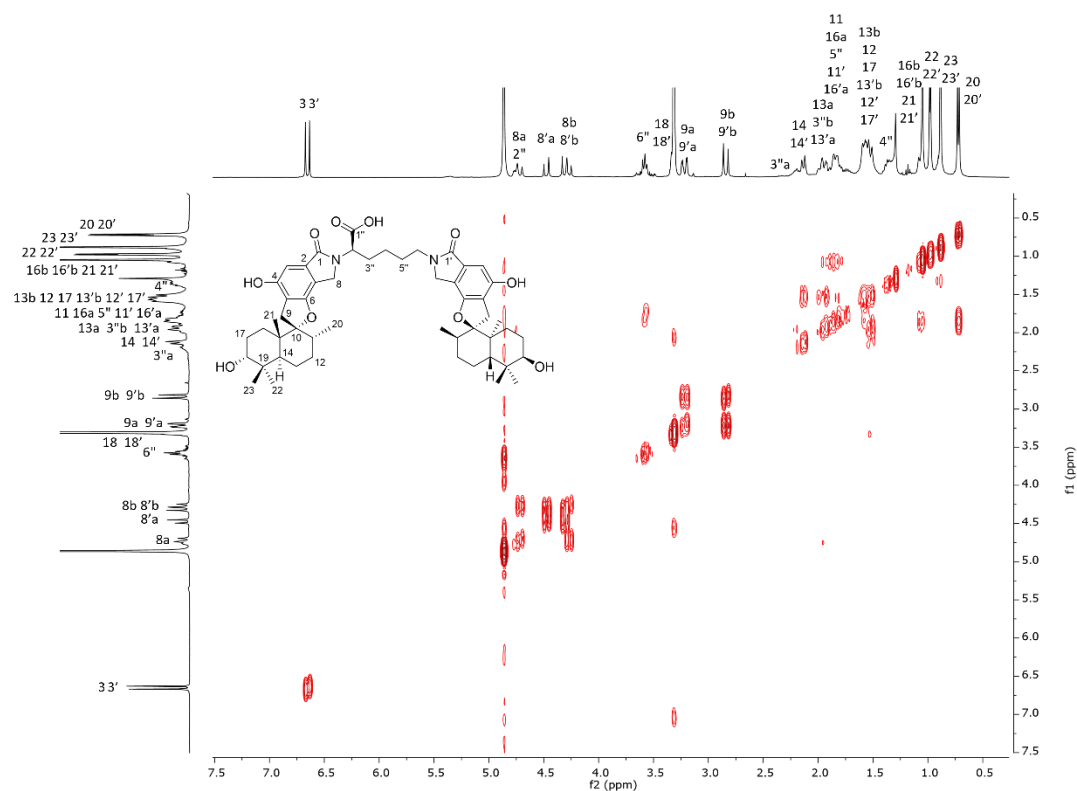 11
16a
5"
11'
16'a
13b
12
17
13'b
12'
17'
16b
16'b
21
21'
22
22'
23
23'
20
20'
3 3'
8a
2"
8'a
8b
8'b
6"
18
18'
9a
9'a
9b
9'b
3"a
14
14'
13a
3"b
13'a
4"
20 20'
23 23'
22 22'
16b 16'b 21 21'
4"
13b 12 17 13'b 12' 17'
11 16a 5" 11' 16'a
13a 3"b 13'a
14 14'
3"a
9b 9'b
9a 9'a
18 18'
6"
8b 8'b
8'a
8a
3 3'
O
OH
1"
O
O
2
1
N
3"
5"
N
1'
HO
4
8
OH
6
9
O
O
21
10
20
17
14
12
19
HO
H
23
22
H
OH
0.5
1.0
1.5
2.0
2.5
3.0
3.5
4.0
4.5
5.0
5.5
6.0
6.5
7.0
7.5
f1 (ppm)
7.5 7.0 6.5 6.0 5.5 5.0 4.5 4.0 3.5 3.0 2.5 2.0 1.5 1.0 0.5
f2 (ppm)